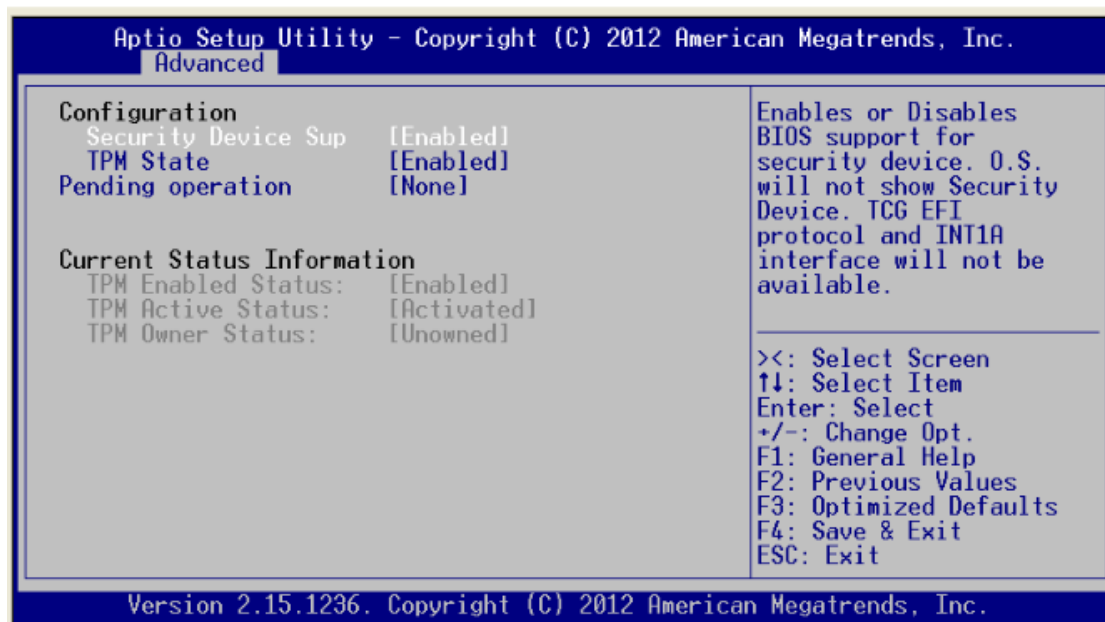 Aptio Setup Utility - Copyright (C) 2012 American Megatrends, Inc.
Advanced
Configuration
Security Device Sup [Enabled]
TPM State [Enabled]
Pending operation [None]
Current Status Information
TPM Enabled Status: [Enabled]
TPM Active Status: [Activated]
TPM Owner Status: [Unowned]
Enables or Disables
BIOS support for
security device. O.S.
will not show Security
Device. TCG EFI
protocol and INT1A
interface will not be
available.
><: Select Screen
↑↓: Select Item
Enter: Select
+/-: Change Opt.
F1: General Help
F2: Previous Values
F3: Optimized Defaults
F4: Save & Exit
ESC: Exit
Version 2.15.1236. Copyright (C) 2012 American Megatrends, Inc.